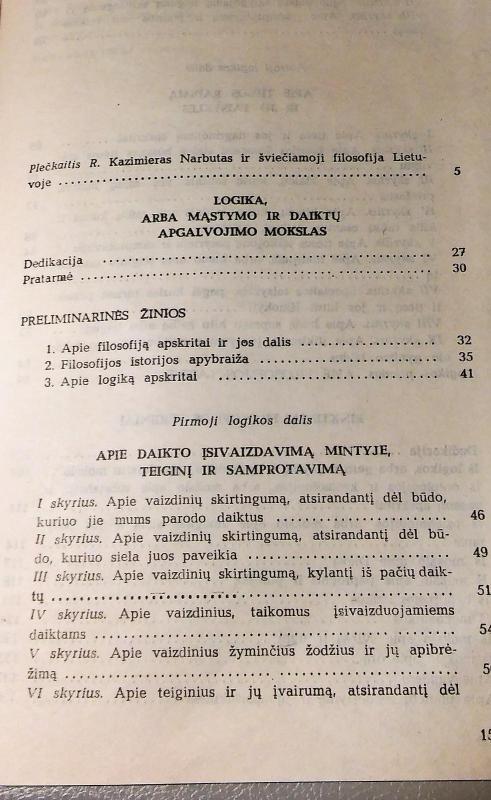 Plečkaitis R. Kazimieras Narbutas ir šviečiamoji filosofija Lietu-
voje . . . . . . . . . . . . . . . . . . . . . . . . . . . . . . . . . . . . . . . . 5
LOGIKA,
ARBA MĄSTYMO IR DAIKTŲ
APGALVOJIMO MOKSLAS
Dedikacija . . . . . . . . . . . . . . . . . . . . . . . . . . . . . . . . . . . 27
Pratarmė . . . . . . . . . . . . . . . . . . . . . . . . . . . . . . . . . . . . . 30
PRELIMINARINĖS ŽINIOS
1. Apie filosofiją apskritai ir jos dalis . . . . . . . . . . . . . . . 32
2. Filosofijos istorijos apybraiža . . . . . . . . . . . . . . . . . . . 35
3. Apie logiką apskritai . . . . . . . . . . . . . . . . . . . . . . . . 41
Pirmoji logikos dalis
APIE DAIKTO ĮSIVAIZDAVIMĄ MINTYJE,
TEIGINĮ IR SAMPROTAVIMĄ
I skyrius. Apie vaizdinių skirtingumą, atsirandantį dėl būdo,
kuriuo jie mums parodo daiktus . . . . . . . . . . . . . . . . . . . 46
II skyrius. Apie vaizdinių skirtingumą, atsirandantį dėl bū-
do, kuriuo siela juos paveikia . . . . . . . . . . . . . . . . . . . . . 49
III skyrius. Apie vaizdinių skirtingumą, kylantį iš pačių daik-
tų . . . . . . . . . . . . . . . . . . . . . . . . . . . . . . . . . . . . . . . . . . 51
IV skyrius. Apie vaizdinius, taikomus įsivaizduojamiems
daiktams . . . . . . . . . . . . . . . . . . . . . . . . . . . . . . . . . . . . . 54
V skyrius. Apie vaizdinius žyminčius žodžius ir jų apibrė-
žimą . . . . . . . . . . . . . . . . . . . . . . . . . . . . . . . . . . . . . . .
VI skyrius. Apie teiginius ir jų įvairumą, atsirandantį dėl